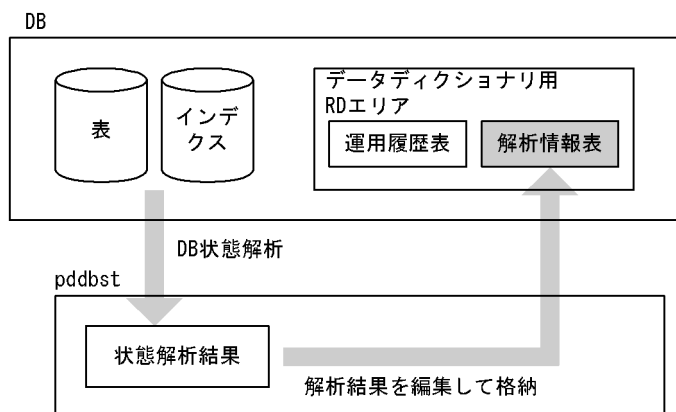 DB
表
インデ
クス
データディクショナリ用
RDエリア
運用履歴表
解析情報表
DB状態解析
pddbst
状態解析結果
解析結果を編集して格納